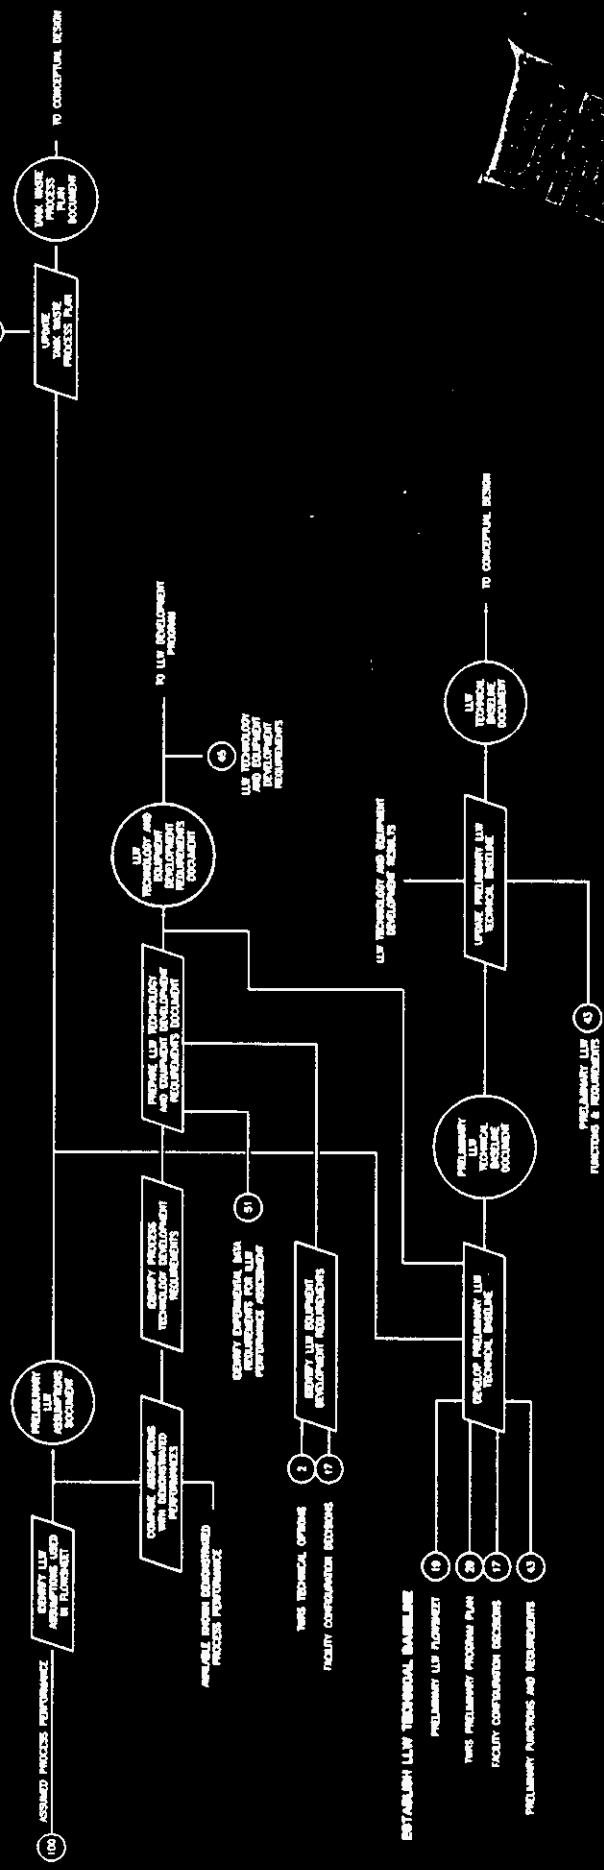 100
ASSUMED PROCESS PERFORMANCE
IDENTIFY LLW
ASSUMPTIONS USED
IN FLOWSHEET
PRELIMINARY
LLW
ASSUMPTIONS
DOCUMENT
UPDATE
TANK WASTE
PROCESS PLAN
TANK WASTE
PROCESS
PLAN
DOCUMENT
TO CONCEPTUAL DESIGN
AVAILABLE KNOWN DEMONSTRATED
PROCESS PERFORMANCE
COMPARE ASSUMPTIONS
WITH DEMONSTRATED
PERFORMANCES
IDENTIFY PROCESS
TECHNOLOGY DEVELOPMENT
REQUIREMENTS
PREPARE LLW TECHNOLOGY
AND EQUIPMENT DEVELOPMENT
REQUIREMENTS DOCUMENT
LLW
TECHNOLOGY AND
EQUIPMENT
DEVELOPMENT
REQUIREMENTS
DOCUMENT
TO LLW DEVELOPMENT
PROGRAM
46
LLW TECHNOLOGY
AND EQUIPMENT
DEVELOPMENT
REQUIREMENTS
51
IDENTIFY EXPERIMENTAL DATA
REQUIREMENTS FOR LLW
PERFORMANCE ASSESSMENT
TWRS TECHNICAL OPTIONS
2
FACILITY CONFIGURATION DECISIONS
17
IDENTIFY LLW EQUIPMENT
DEVELOPMENT REQUIREMENTS
ESTABLISH LLW TECHNICAL BASELINE
PRELIMINARY LLW FLOWSHEET
19
TWRS PRELIMINARY PROGRAM PLAN
FACILITY CONFIGURATION DECISIONS
17
PRELIMINARY FUNCTIONS AND REQUIREMENTS
43
DEVELOP PRELIMINARY LLW
TECHNICAL BASELINE
PRELIMINARY
LLW
TECHNICAL
BASELINE
DOCUMENT
LLW TECHNOLOGY AND EQUIPMENT
DEVELOPMENT RESULTS
UPDATE PRELIMINARY LLW
TECHNICAL BASELINE
LLW
TECHNICAL
BASELINE
DOCUMENT
TO CONCEPTUAL DESIGN
43
PRELIMINARY LLW
FUNCTIONS & REQUIREMENTS